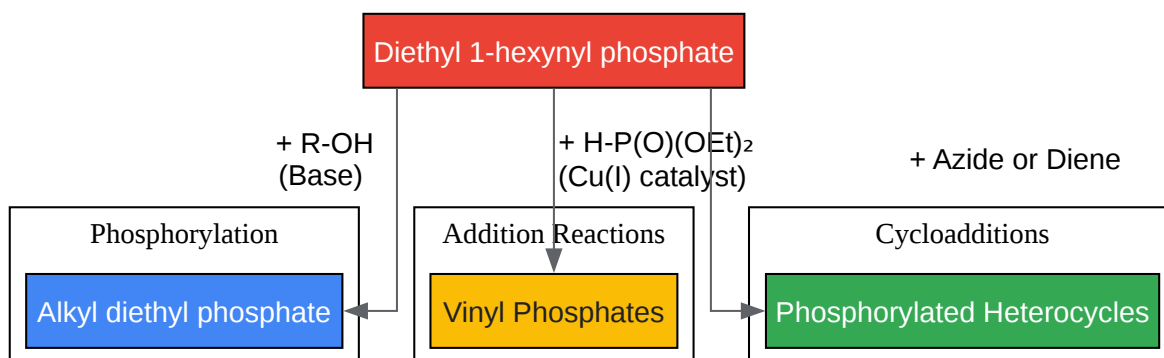 Diethyl 1-hexynyl phosphate
+ R-OH
(Base)
+ H-P(O)(OEt)₂
(Cu(I) catalyst)
+ Azide or Diene
Phosphorylation
Addition Reactions
Cycloadditions
Alkyl diethyl phosphate
Vinyl Phosphates
Phosphorylated Heterocycles